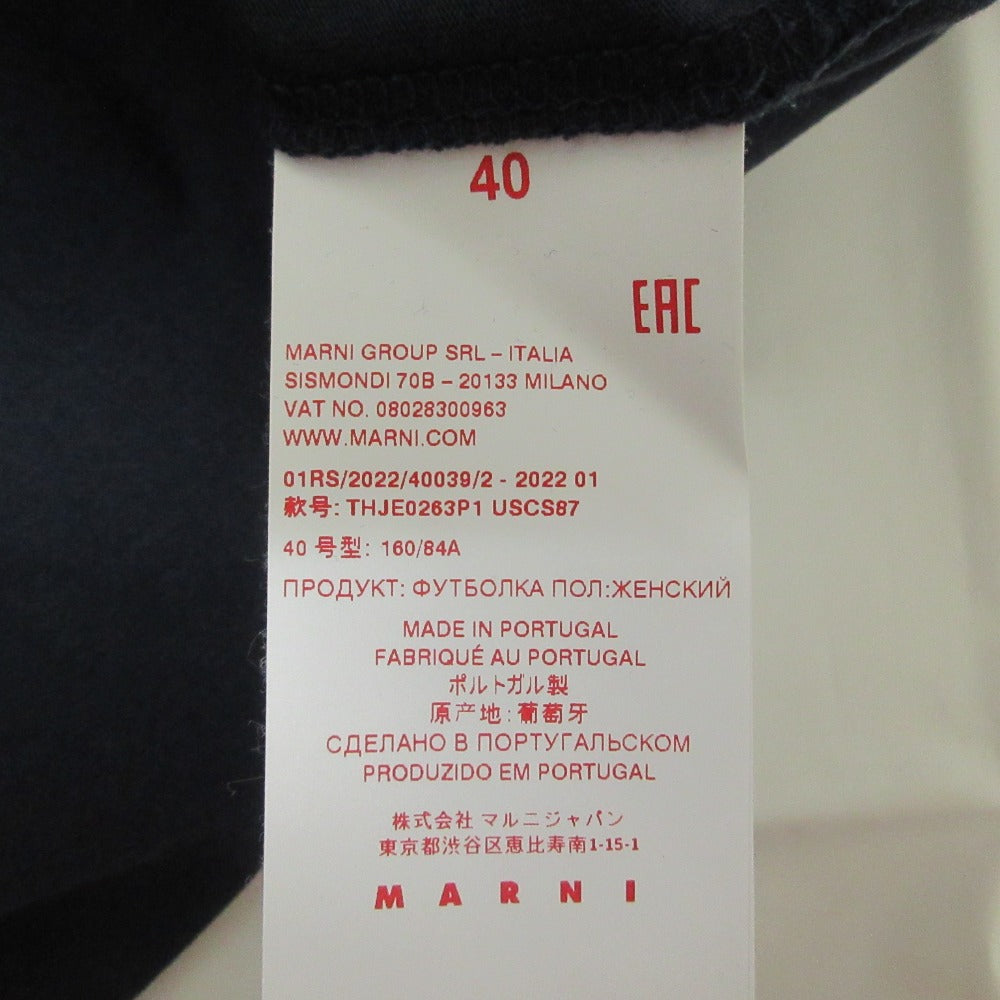 40
EAC
MARNI GROUP SRL – ITALIA
SISMONDI 70B – 20133 MILANO
VAT NO. 08028300963
WWW.MARNI.COM
01RS/2022/40039/2 - 2022 01
款号: THJE0263P1 USCS87
40 号型: 160/84A
ПРОДУКТ: ФУТБОЛКА ПОЛ:ЖЕНСКИЙ
MADE IN PORTUGAL
FABRIQUÉ AU PORTUGAL
ポルトガル製
原产地: 葡萄牙
СДЕЛАНО В ПОРТУГАЛЬСКОМ
PRODUZIDO EM PORTUGAL
株式会社 マルニジャパン
東京都渋谷区恵比寿南1-15-1
MARNI